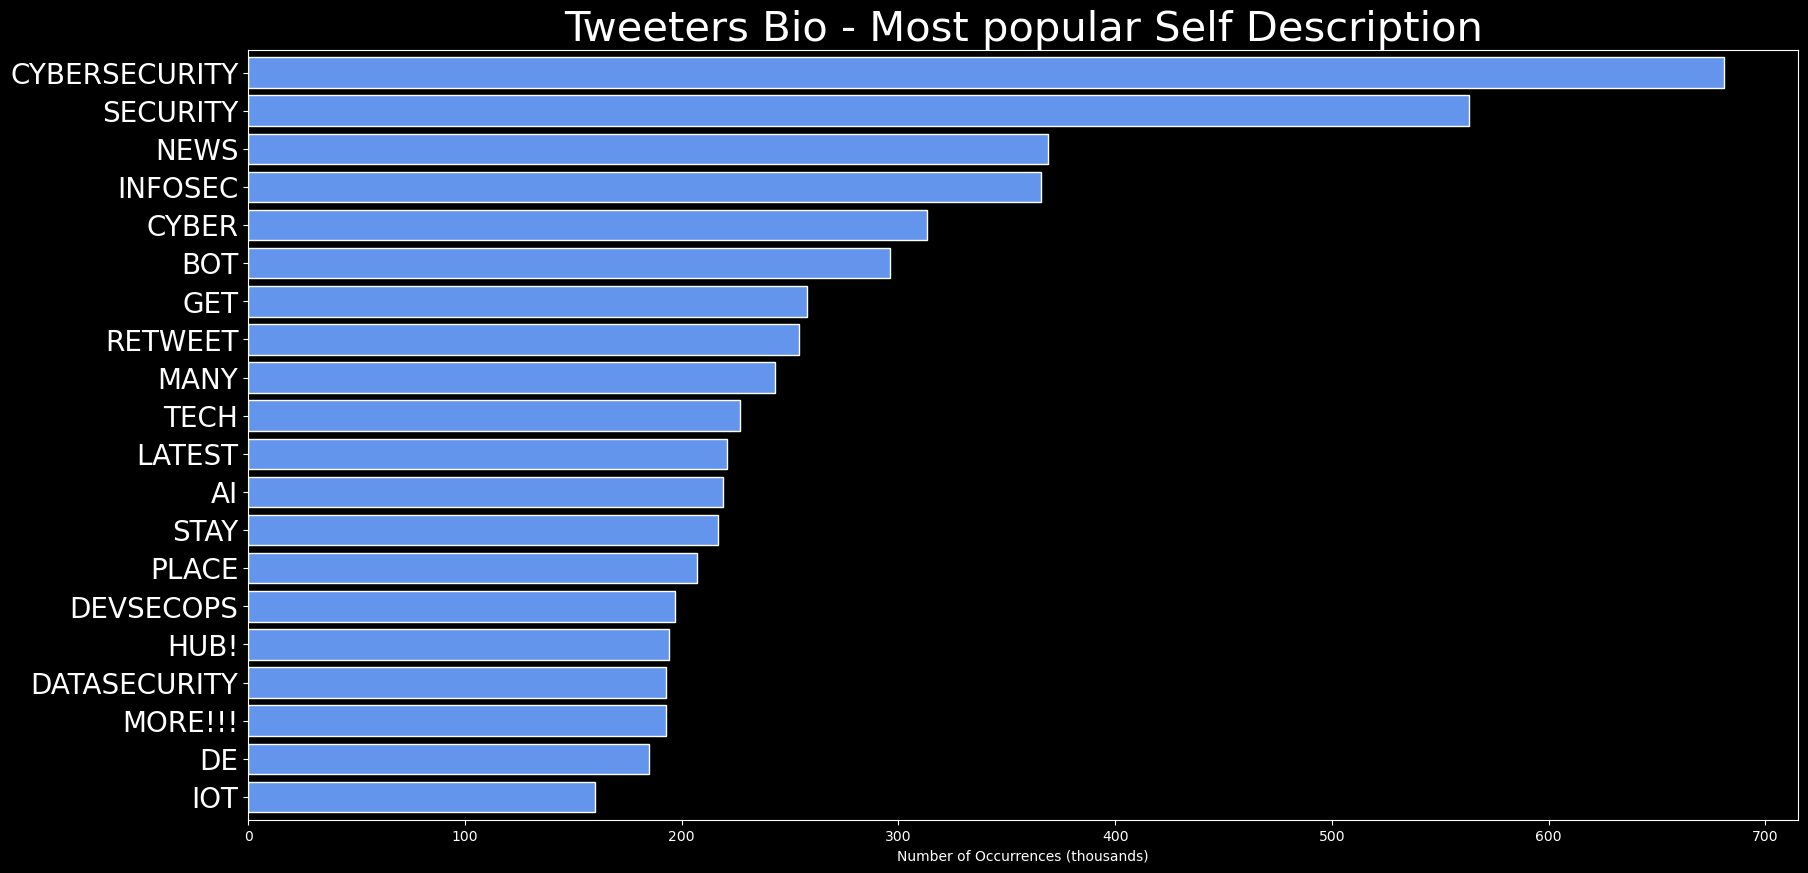 Tweeters Bio - Most popular Self Description
CYBERSECURITY
SECURITY
NEWS
INFOSEC
CYBER
BOT
GET
RETWEET
MANY
TECH
LATEST
AI
STAY
PLACE
DEVSECOPS
HUB!
DATASECURITY
MORE!!!
DE
IOT
0 100 200 300 400 500 600 700
Number of Occurrences (thousands)